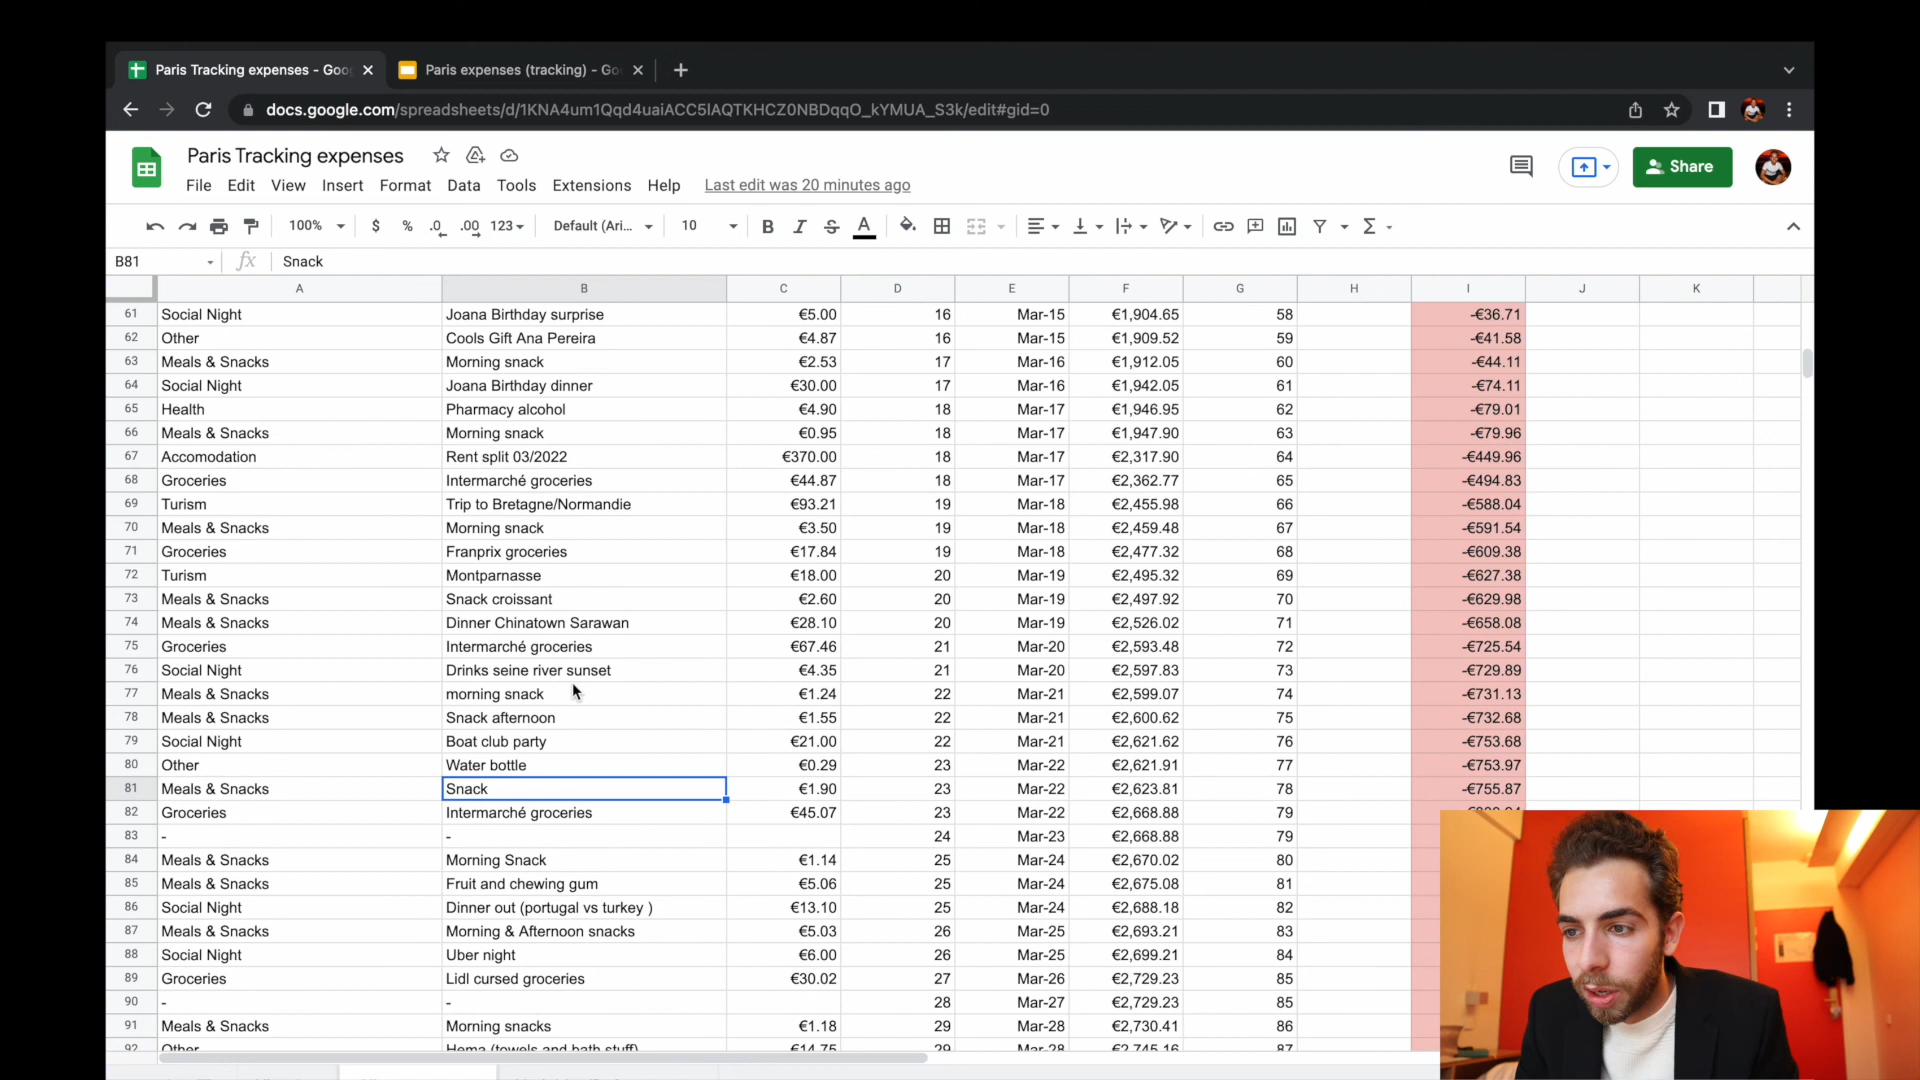 Paris Tracking expenses - Goo
Paris expenses (tracking) - Go
docs.google.com/spreadsheets/d/1KNA4um1Qqd4uaiACC5lAQTKHCZ0NBDqqO_kYMUA_S3k/edit#gid=0
Paris Tracking expenses
Share
File Edit View Insert Format Data Tools Extensions Help Last edit was 20 minutes ago
100% $ % .0 .00 123 Default (Ari... 10 B I S A Σ
B81 fx Snack
A B C D E F G H I J K
61 Social Night Joana Birthday surprise €5.00 16 Mar-15 €1,904.65 58 -€36.71
62 Other Cools Gift Ana Pereira €4.87 16 Mar-15 €1,909.52 59 -€41.58
63 Meals & Snacks Morning snack €2.53 17 Mar-16 €1,912.05 60 -€44.11
64 Social Night Joana Birthday dinner €30.00 17 Mar-16 €1,942.05 61 -€74.11
65 Health Pharmacy alcohol €4.90 18 Mar-17 €1,946.95 62 -€79.01
66 Meals & Snacks Morning snack €0.95 18 Mar-17 €1,947.90 63 -€79.96
67 Accomodation Rent split 03/2022 €370.00 18 Mar-17 €2,317.90 64 -€449.96
68 Groceries Intermarché groceries €44.87 18 Mar-17 €2,362.77 65 -€494.83
69 Turism Trip to Bretagne/Normandie €93.21 19 Mar-18 €2,455.98 66 -€588.04
70 Meals & Snacks Morning snack €3.50 19 Mar-18 €2,459.48 67 -€591.54
71 Groceries Franprix groceries €17.84 19 Mar-18 €2,477.32 68 -€609.38
72 Turism Montparnasse €18.00 20 Mar-19 €2,495.32 69 -€627.38
73 Meals & Snacks Snack croissant €2.60 20 Mar-19 €2,497.92 70 -€629.98
74 Meals & Snacks Dinner Chinatown Sarawan €28.10 20 Mar-19 €2,526.02 71 -€658.08
75 Groceries Intermarché groceries €67.46 21 Mar-20 €2,593.48 72 -€725.54
76 Social Night Drinks seine river sunset €4.35 21 Mar-20 €2,597.83 73 -€729.89
77 Meals & Snacks morning snack €1.24 22 Mar-21 €2,599.07 74 -€731.13
78 Meals & Snacks Snack afternoon €1.55 22 Mar-21 €2,600.62 75 -€732.68
79 Social Night Boat club party €21.00 22 Mar-21 €2,621.62 76 -€753.68
80 Other Water bottle €0.29 23 Mar-22 €2,621.91 77 -€753.97
81 Meals & Snacks Snack €1.90 23 Mar-22 €2,623.81 78 -€755.87
82 Groceries Intermarché groceries €45.07 23 Mar-22 €2,668.88 79
83 - - 24 Mar-23 €2,668.88 79
84 Meals & Snacks Morning Snack €1.14 25 Mar-24 €2,670.02 80
85 Meals & Snacks Fruit and chewing gum €5.06 25 Mar-24 €2,675.08 81
86 Social Night Dinner out (portugal vs turkey ) €13.10 25 Mar-24 €2,688.18 82
87 Meals & Snacks Morning & Afternoon snacks €5.03 26 Mar-25 €2,693.21 83
88 Social Night Uber night €6.00 26 Mar-25 €2,699.21 84
89 Groceries Lidl cursed groceries €30.02 27 Mar-26 €2,729.23 85
90 - - 28 Mar-27 €2,729.23 85
91 Meals & Snacks Morning snacks €1.18 29 Mar-28 €2,730.41 86
92 Other Hema (towels and bath stuff) €14.75 29 Mar-28 €2,745.16 87